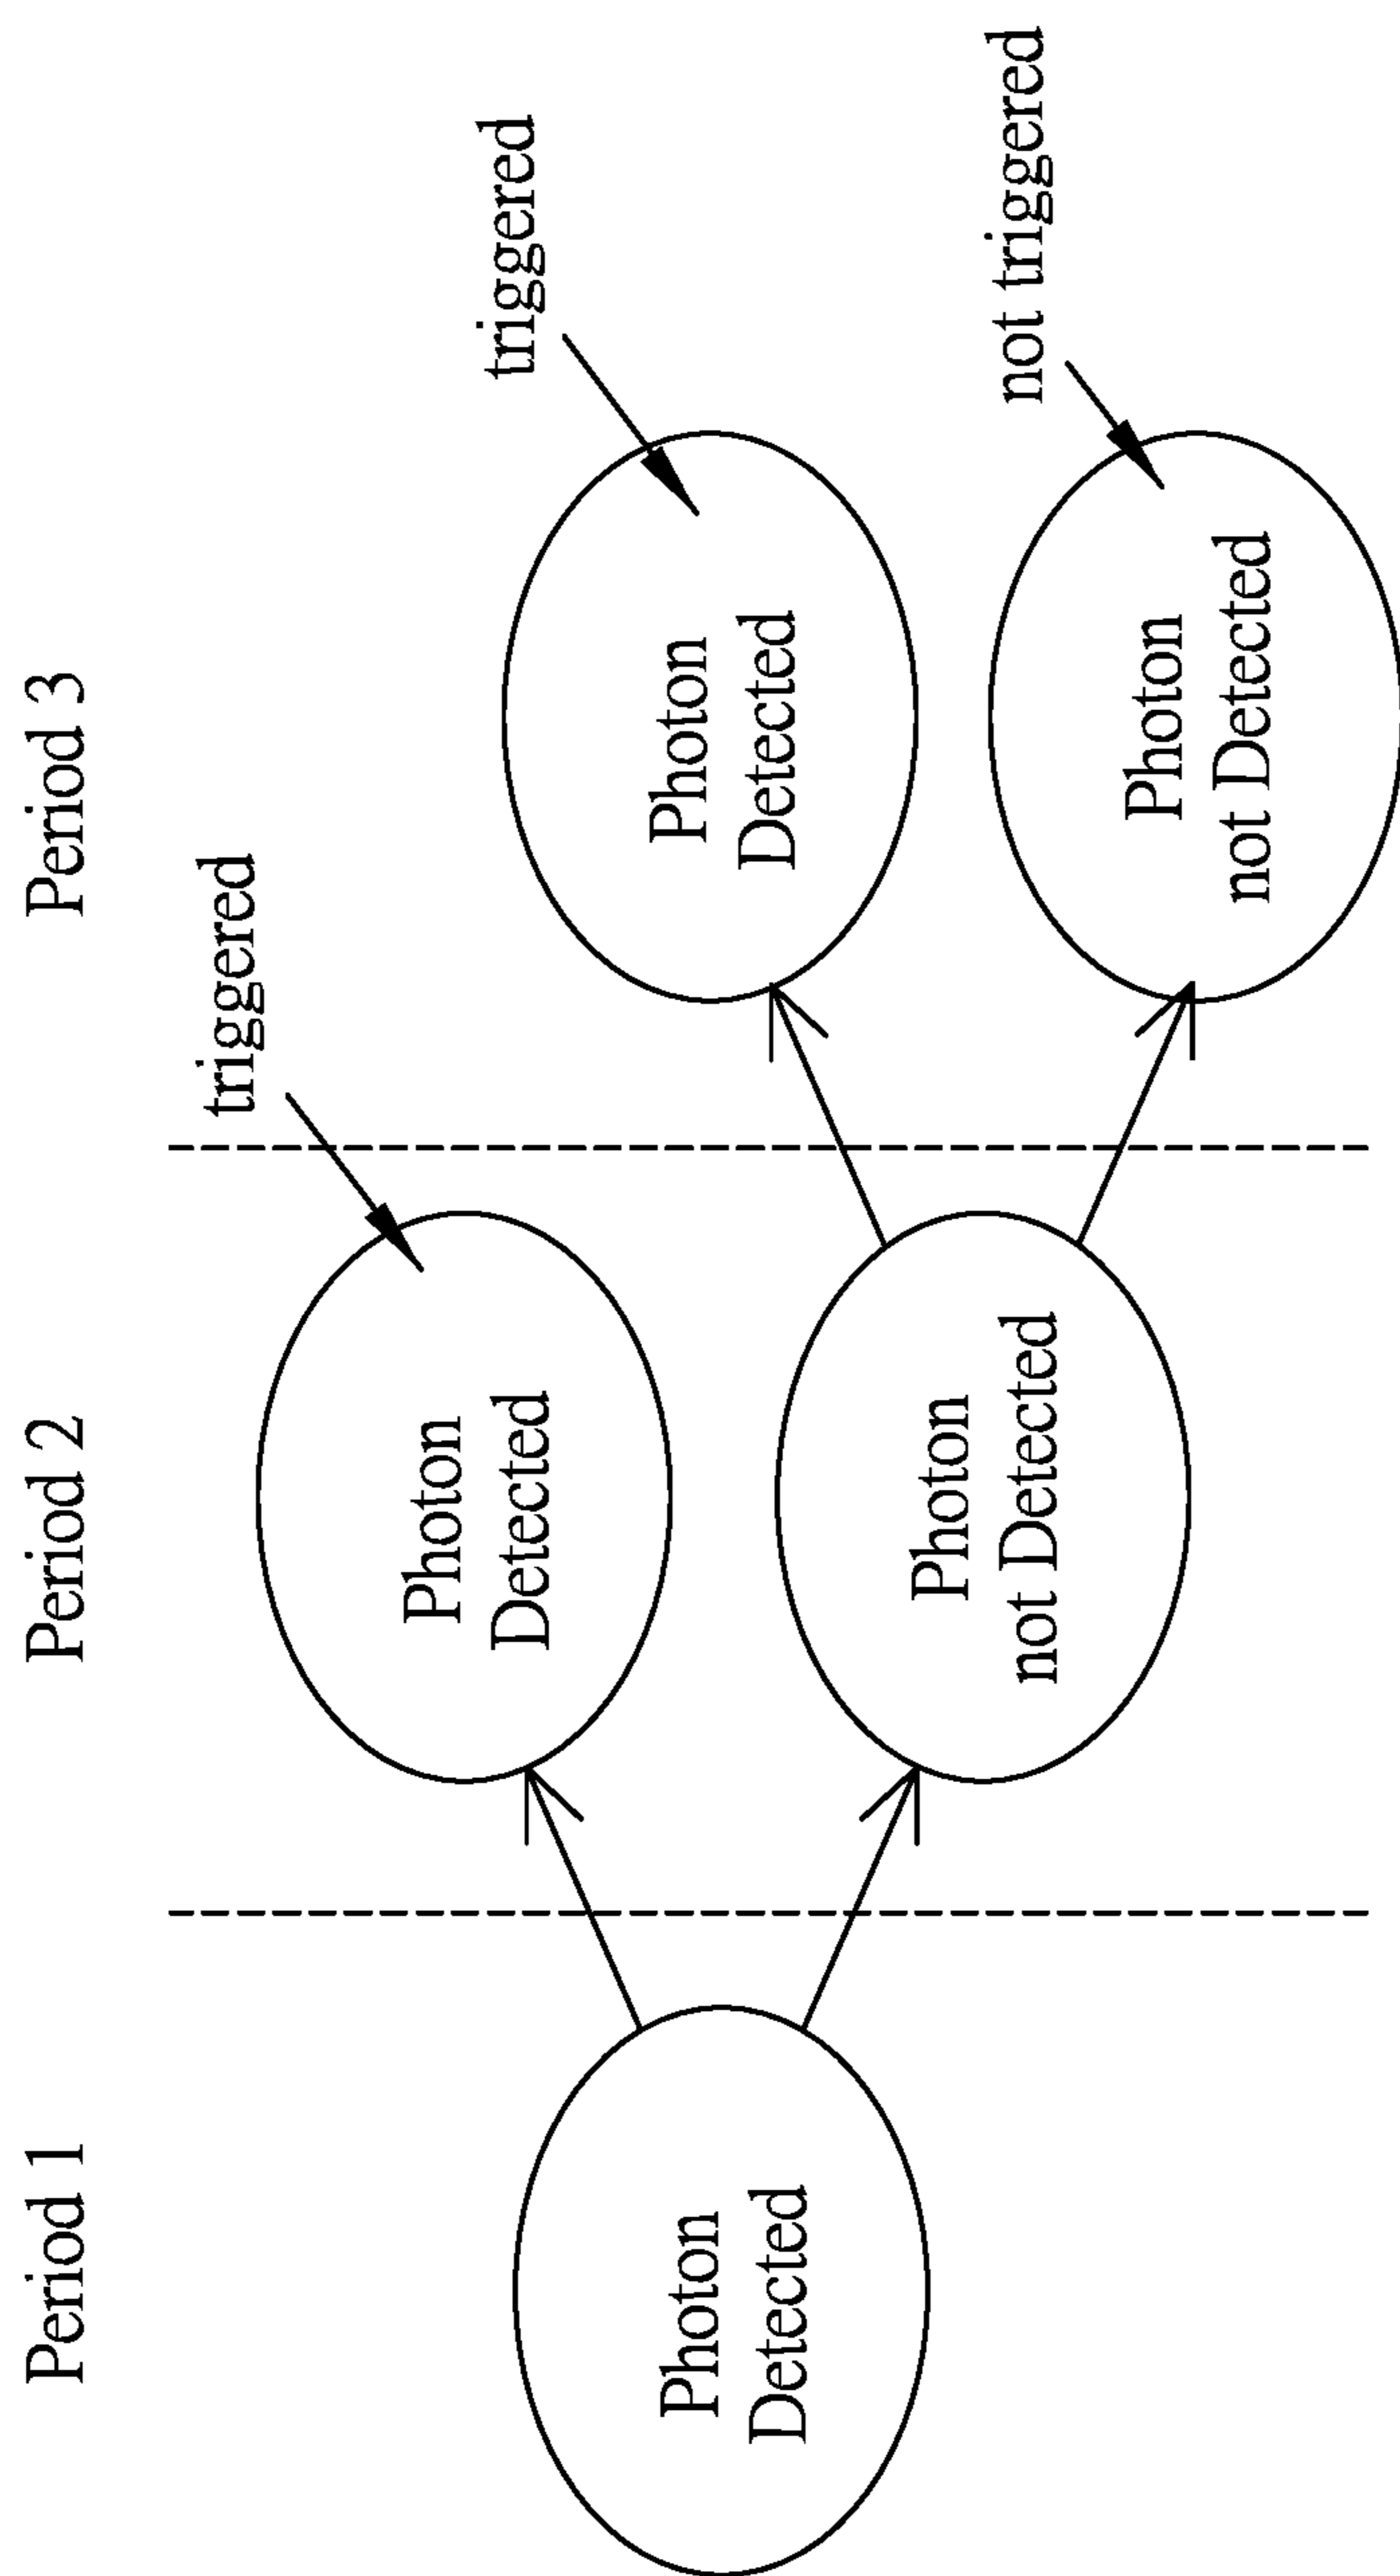 Period 1
Period 2
Period 3
Photon
Detected
Photon
Detected
triggered
Photon
not Detected
Photon
Detected
triggered
Photon
not Detected
not triggered